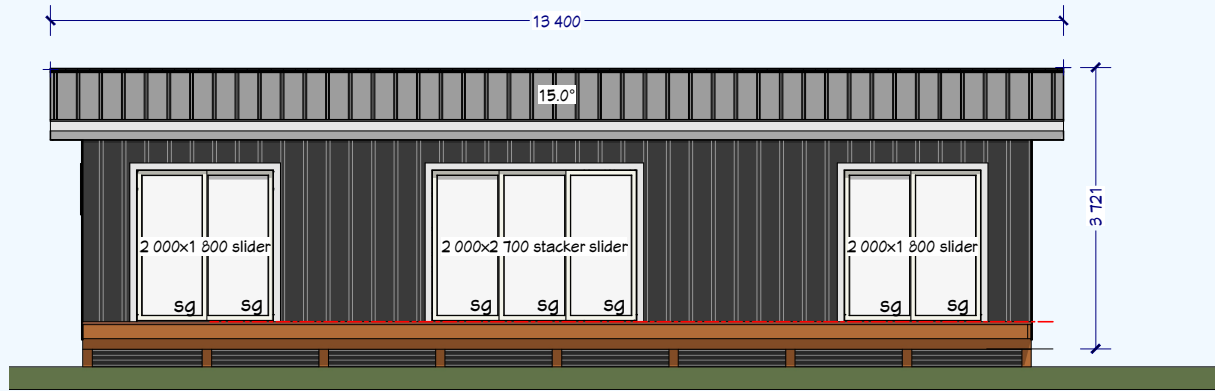 13 400
15.0°
3 721
2 000x1 800 slider
2 000x2 700 stacker slider
2 000x1 800 slider
sg sg
sg sg sg
sg sg